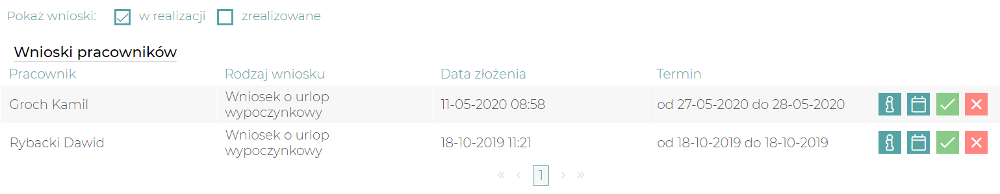 Pokaż wnioski: w realizacji zrealizowane
Wnioski pracowników
Pracownik Rodzaj wniosku Data złożenia Termin
Groch Kamil Wniosek o urlop wypoczynkowy 11-05-2020 08:58 od 27-05-2020 do 28-05-2020
Rybacki Dawid Wniosek o urlop wypoczynkowy 18-10-2019 11:21 od 18-10-2019 do 18-10-2019
« ‹ 1 › »